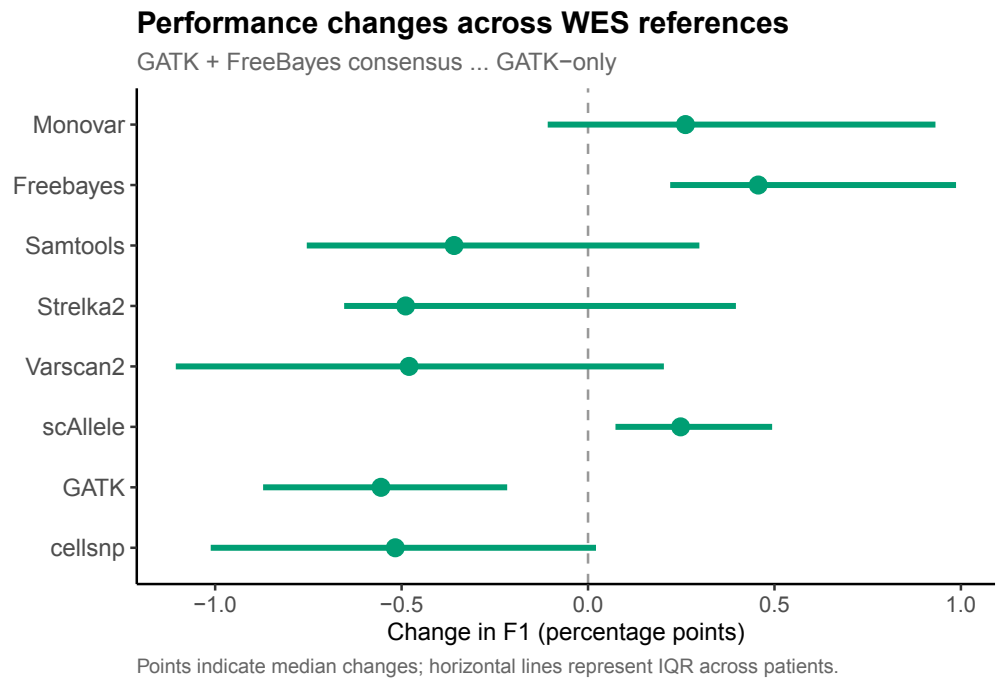 Performance changes across WES references
GATK + FreeBayes consensus ... GATK−only
Monovar
Freebayes
Samtools
Strelka2
Varscan2
scAllele
GATK
cellsnp
−1.0 −0.5 0.0 0.5 1.0
Change in F1 (percentage points)
Points indicate median changes; horizontal lines represent IQR across patients.